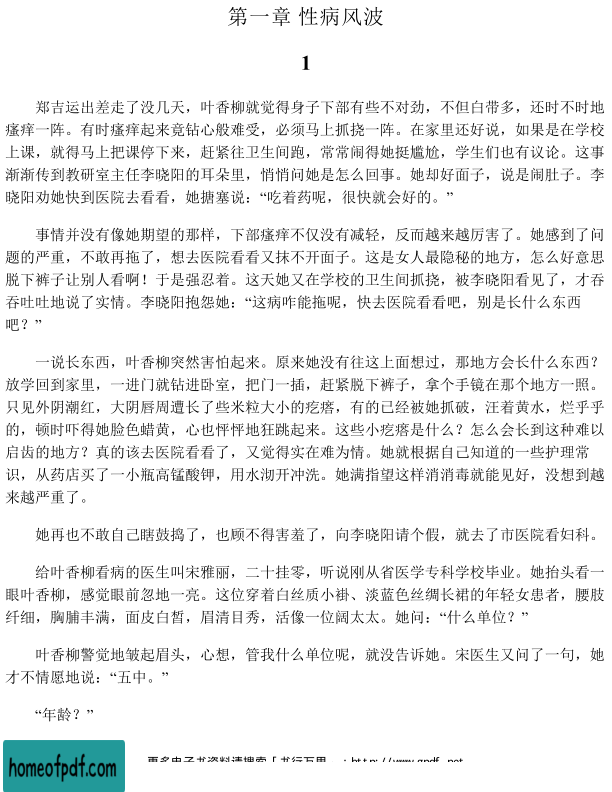 第一章 性病风波
1
郑吉运出差走了没几天，叶香柳就觉得身子下部有些不对劲，不但白带多，还时不时地
瘙痒一阵。有时瘙痒起来竟钻心般难受，必须马上抓挠一阵。在家里还好说，如果是在学校
上课，就得马上把课停下来，赶紧往卫生间跑，常常闹得她挺尴尬，学生们也有议论。这事
渐渐传到教研室主任李晓阳的耳朵里，悄悄问她是怎么回事。她却好面子，说是闹肚子。李
晓阳劝她快到医院去看看，她搪塞说：“吃着药呢，很快就会好的。”
事情并没有像她期望的那样，下部瘙痒不仅没有减轻，反而越来越厉害了。她感到了问
题的严重，不敢再拖了，想去医院看看又抹不开面子。这是女人最隐秘的地方，怎么好意思
脱下裤子让别人看啊！于是强忍着。这天她又在学校的卫生间抓挠，被李晓阳看见了，才吞
吞吐吐地说了实情。李晓阳抱怨她：“这病咋能拖呢，快去医院看看吧，别是长什么东西
吧？”
一说长东西，叶香柳突然害怕起来。原来她没有往这上面想过，那地方会长什么东西？
放学回到家里，一进门就钻进卧室，把门一插，赶紧脱下裤子，拿个手镜在那个地方一照。
只见外阴潮红，大阴唇周遭长了些米粒大小的疙瘩，有的已经被她抓破，汪着黄水，烂乎乎
的，顿时吓得她脸色蜡黄，心也怦怦地狂跳起来。这些小疙瘩是什么？怎么会长到这种难以
启齿的地方？真的该去医院看看了，又觉得实在难为情。她就根据自己知道的一些护理常
识，从药店买了一小瓶高锰酸钾，用水沏开冲洗。她满指望这样消消毒就能见好，没想到越
来越严重了。
她再也不敢自己瞎鼓捣了，也顾不得害羞了，向李晓阳请个假，就去了市医院看妇科。
给叶香柳看病的医生叫宋雅丽，二十挂零，听说刚从省医学专科学校毕业。她抬头看一
眼叶香柳，感觉眼前忽地一亮。这位穿着白丝质小褂、淡蓝色丝绸长裙的年轻女患者，腰肢
纤细，胸脯丰满，面皮白皙，眉清目秀，活像一位阔太太。她问：“什么单位？”
叶香柳警觉地皱起眉头，心想，管我什么单位呢，就没告诉她。宋医生又问了一句，她
才不情愿地说：“五中。”
“年龄？”
homeofpdf.com